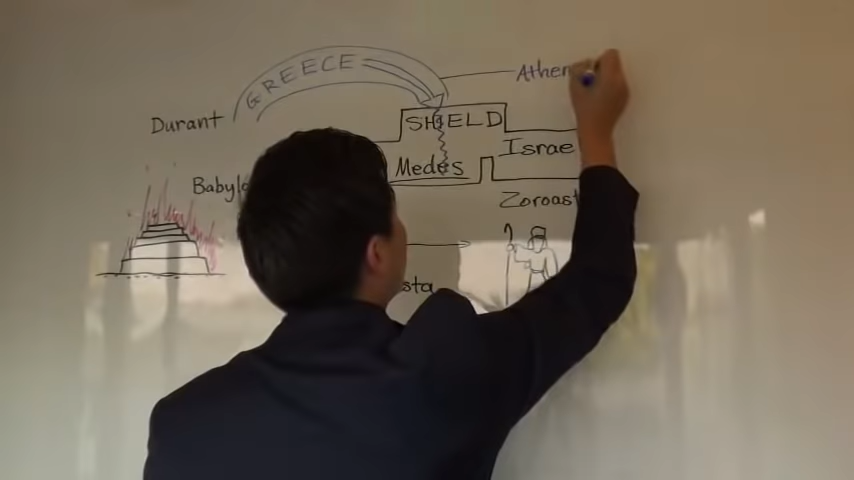 GREECE
Athen
Durant
SHIELD
Israe
Medes
Babylo
Zoroast
sta